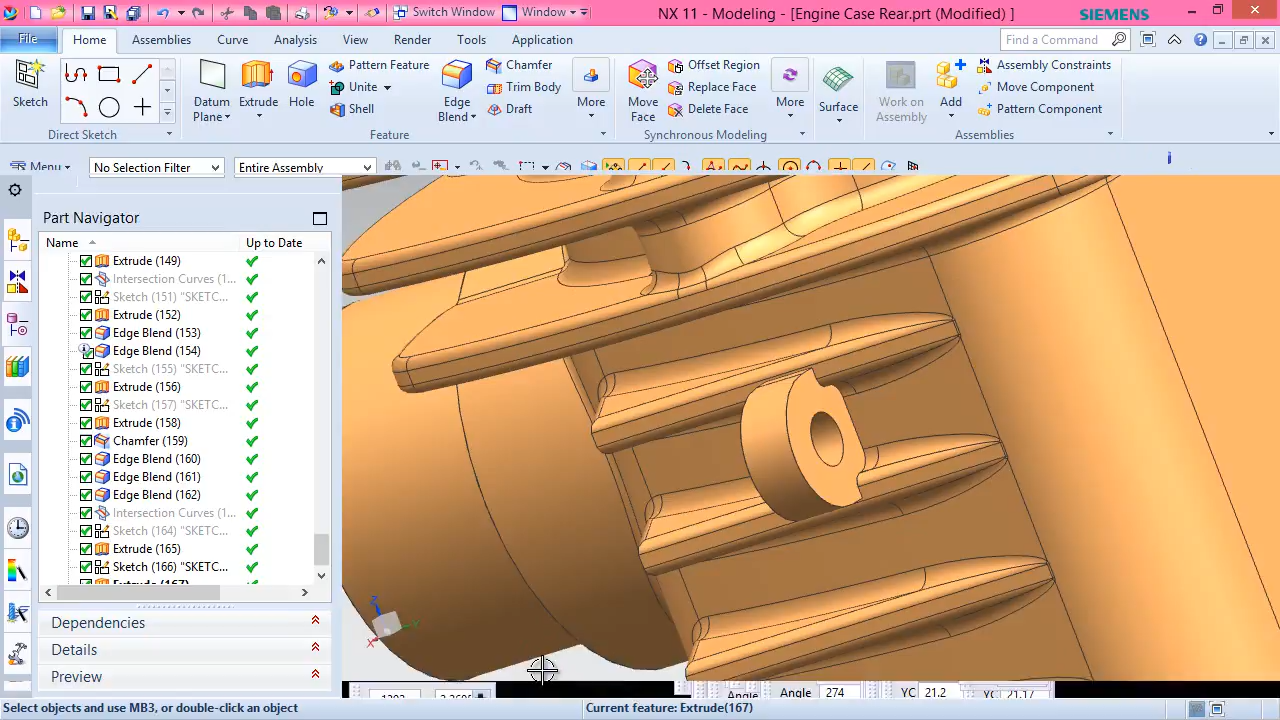 Switch Window
Window
NX 11 - Modeling - [Engine Case Rear.prt (Modified) ]
SIEMENS
File
Home
Assemblies
Curve
Analysis
View
Render
Tools
Application
Find a Command
Sketch
Datum Plane
Extrude
Hole
Pattern Feature
Unite
Shell
Edge Blend
Chamfer
Trim Body
Draft
More
Move Face
Offset Region
Replace Face
Delete Face
More
Surface
Work on Assembly
Add
Assembly Constraints
Move Component
Pattern Component
Direct Sketch
Feature
Synchronous Modeling
Assemblies
Menu
No Selection Filter
Entire Assembly
Part Navigator
Name
Up to Date
Extrude (149)
Intersection Curves (1...
Sketch (151) "SKETC...
Extrude (152)
Edge Blend (153)
Edge Blend (154)
Sketch (155) "SKETC...
Extrude (156)
Sketch (157) "SKETC...
Extrude (158)
Chamfer (159)
Edge Blend (160)
Edge Blend (161)
Edge Blend (162)
Intersection Curves (1...
Sketch (164) "SKETC...
Extrude (165)
Sketch (166) "SKETC...
Extrude (167)
Dependencies
Details
Preview
Z
Y
X
Angle
Angle
274
YC
21.2
YC
21.17
Select objects and use MB3, or double-click an object
Current feature: Extrude(167)